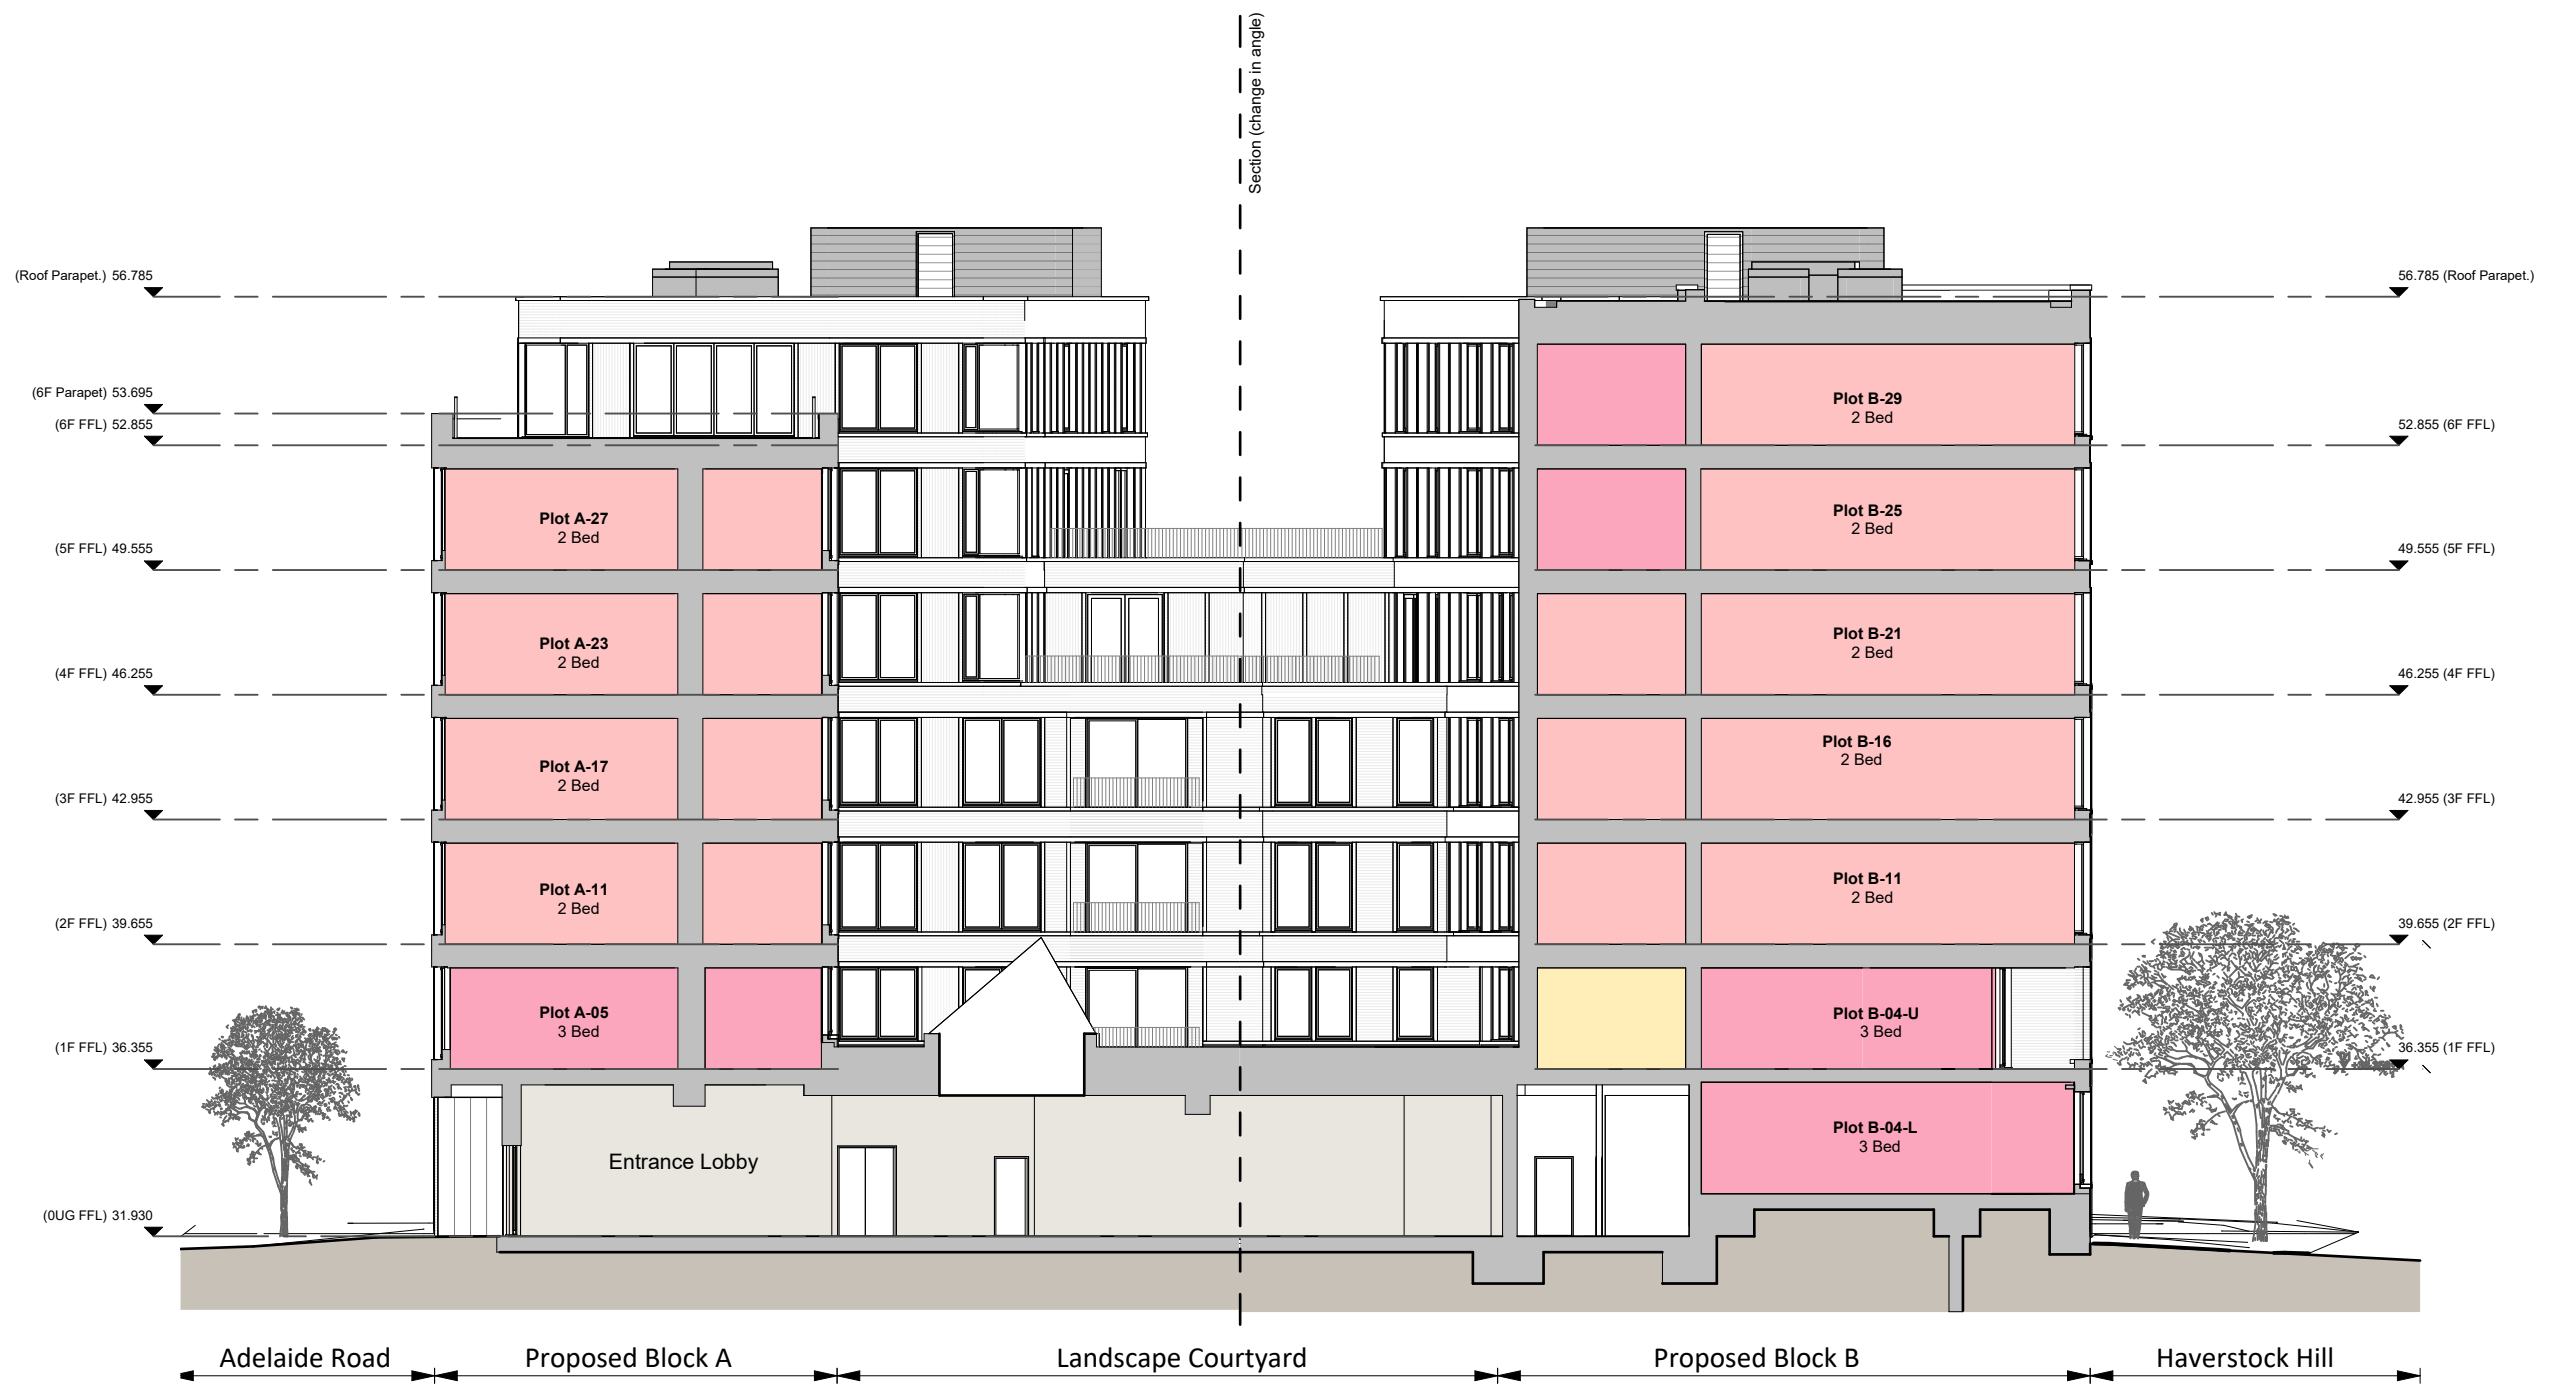 Section (change in angle)
(Roof Parapet.) 56.785
56.785 (Roof Parapet.)
(6F Parapet) 53.695
(6F FFL) 52.855
52.855 (6F FFL)
Plot B-29
2 Bed
Plot A-27
2 Bed
Plot B-25
2 Bed
(5F FFL) 49.555
49.555 (5F FFL)
Plot A-23
2 Bed
Plot B-21
2 Bed
(4F FFL) 46.255
46.255 (4F FFL)
Plot A-17
2 Bed
Plot B-16
2 Bed
(3F FFL) 42.955
42.955 (3F FFL)
Plot A-11
2 Bed
Plot B-11
2 Bed
(2F FFL) 39.655
39.655 (2F FFL)
Plot A-05
3 Bed
Plot B-04-U
3 Bed
(1F FFL) 36.355
36.355 (1F FFL)
Plot B-04-L
3 Bed
Entrance Lobby
(0UG FFL) 31.930
Adelaide Road
Proposed Block A
Landscape Courtyard
Proposed Block B
Haverstock Hill